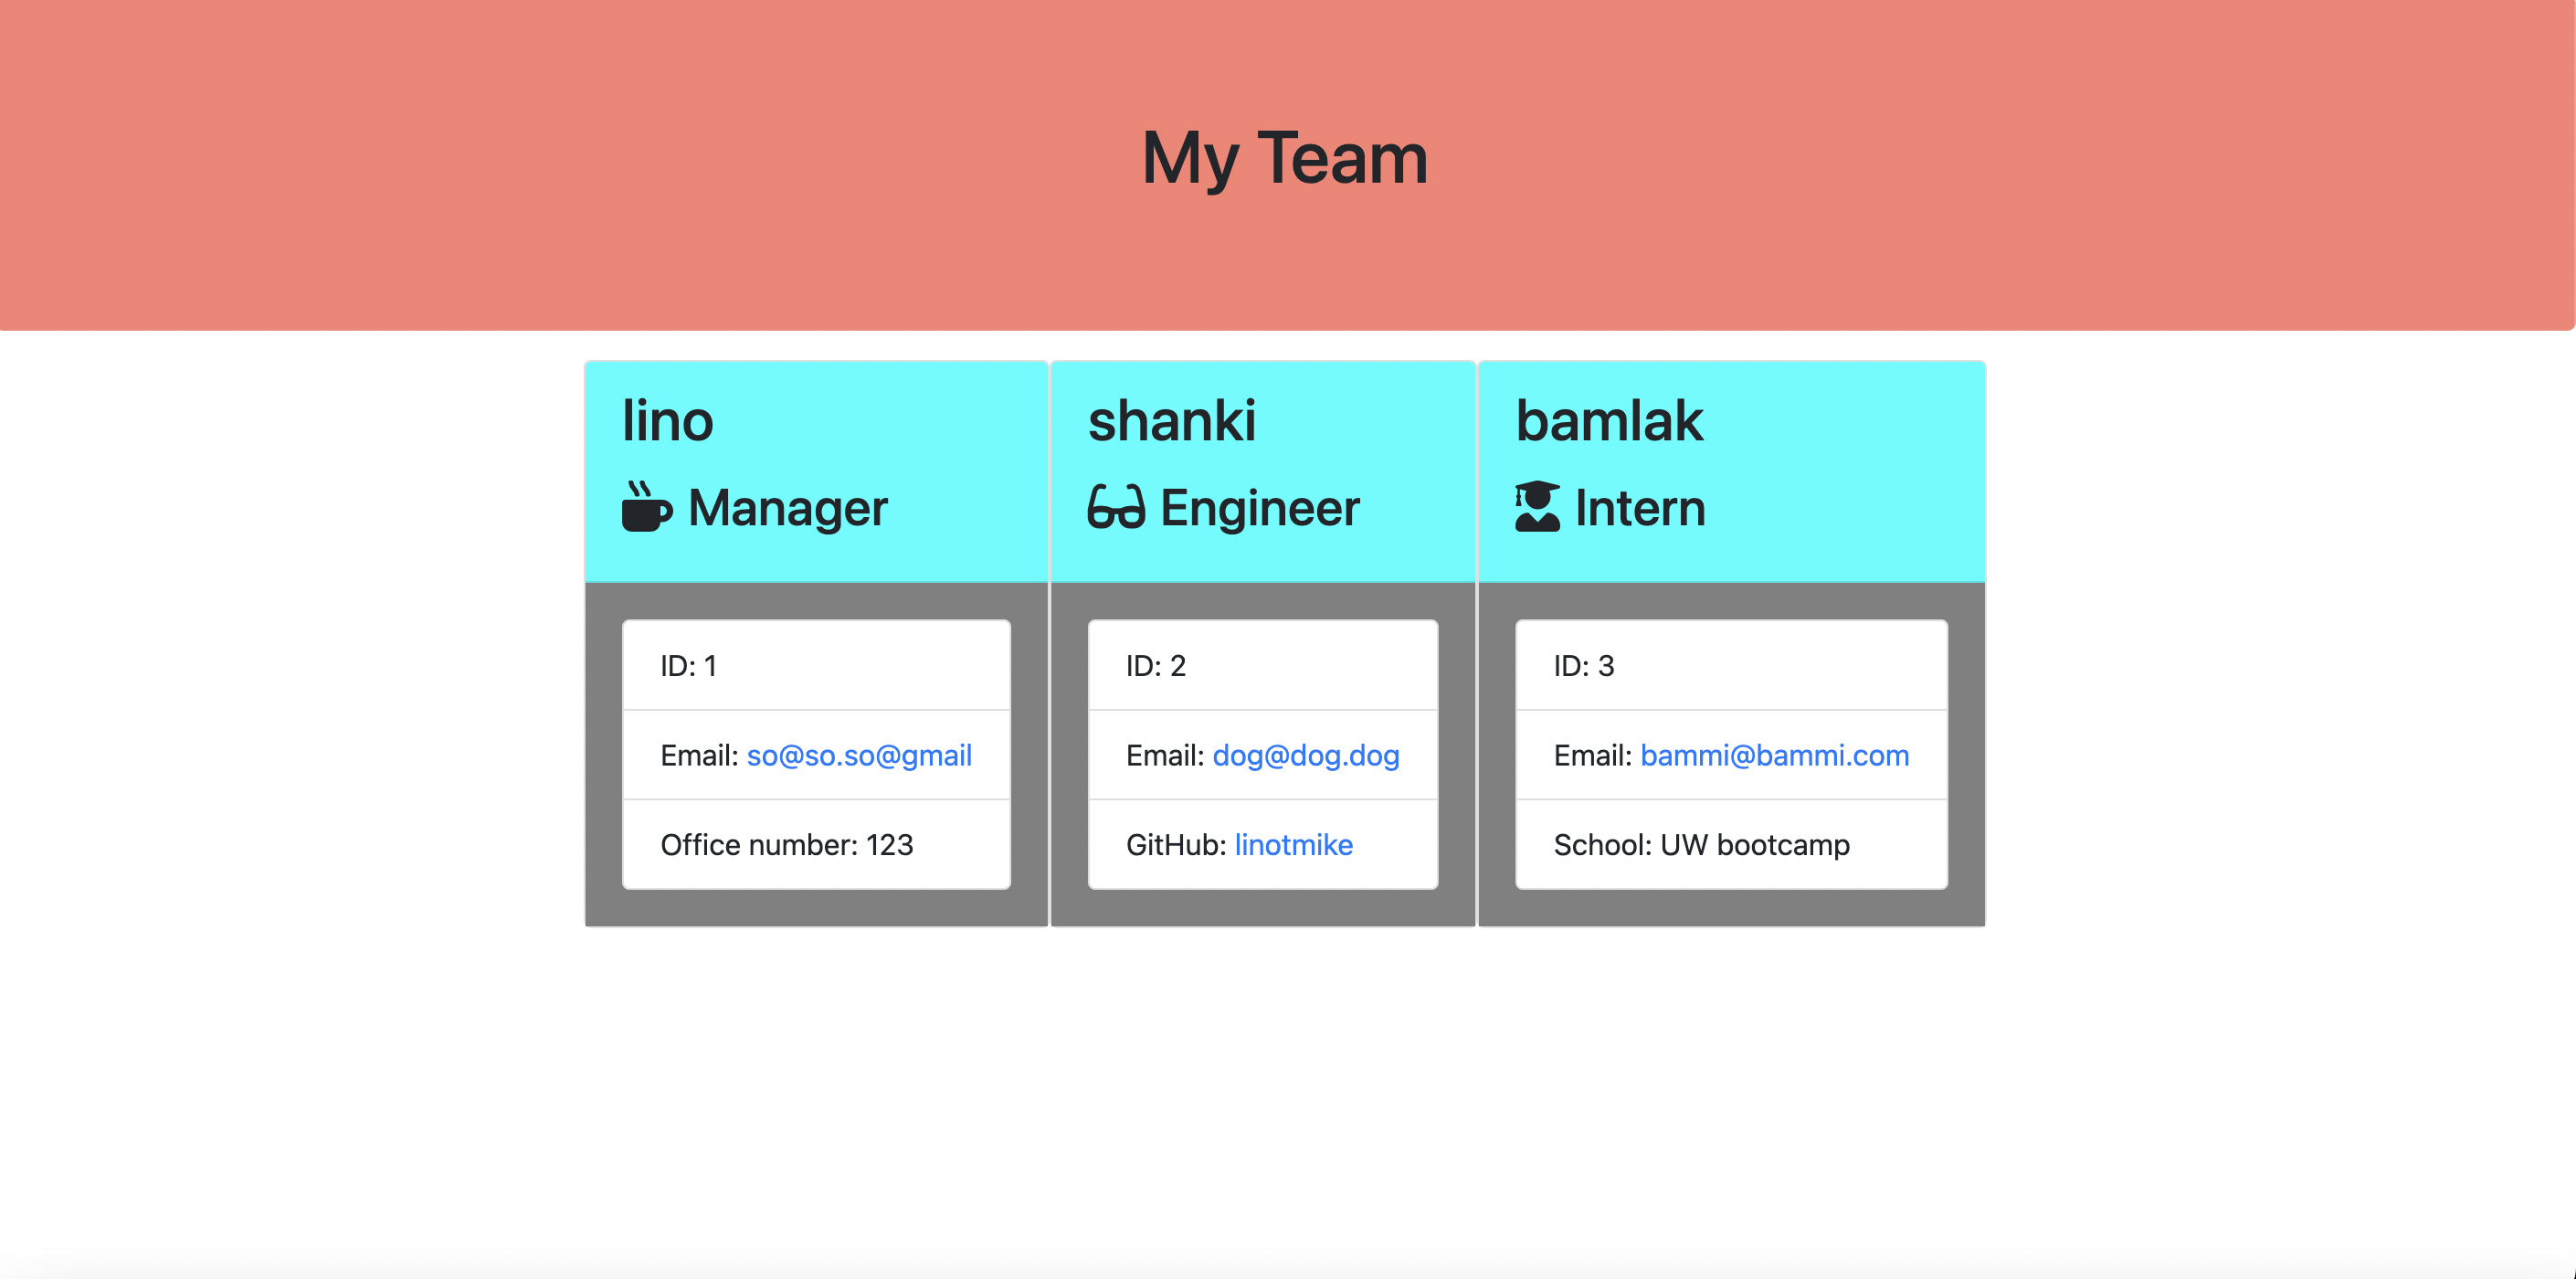 My Team
lino
Manager
ID: 1
Email: so@so.so@gmail
Office number: 123
shanki
Engineer
ID: 2
Email: dog@dog.dog
GitHub: linotmike
bamlak
Intern
ID: 3
Email: bammi@bammi.com
School: UW bootcamp